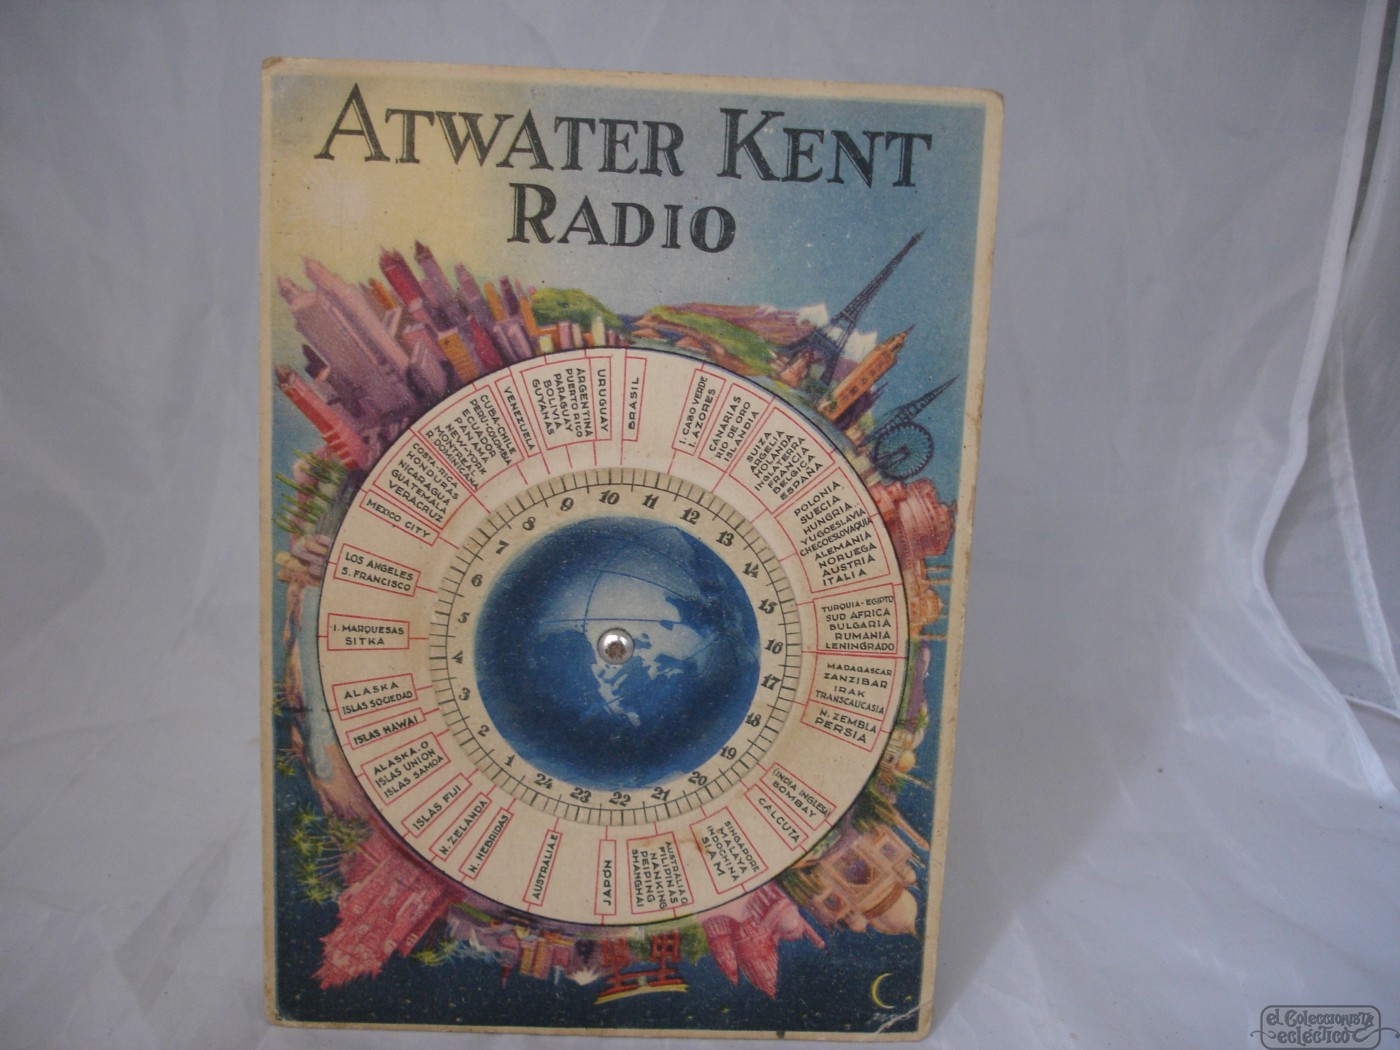 ATWATER KENT
RADIO
URUGUAY
ARGENTINA
PUERTO RICO
PARAGUAY
BOLIVIA
GUYANAS
BRASIL
I. CABO VERDE
I. AZORES
CANARIAS
RIO DE ORO
ISLANDIA
SUIZA
ARGELIA
HOLANDA
INGLATERRA
FRANCIA
BELGICA
ESPAÑA
POLONIA
SUECIA
HUNGRIA
YUGOESLAVIA
CHECOESLOVAQUIA
ALEMANIA
NORUEGA
AUSTRIA
ITALIA
TURQUIA-EGIPTO
SUD AFRICA
BULGARIA
RUMANIA
LENINGRADO
MADAGASCAR
ZANZIBAR
IRAK
TRANSCAUCASIA
N. ZEMBLA
PERSIA
INDIA INGLESA
BOMBAY
CALCUTA
SINGAPORE
MALAYA
INDOCHINA
SIAM
AUSTRALIA O
FILIPINAS
NANKING
PEIPING
SHANGHAI
JAPÓN
AUSTRALIA.E
N. HEBRIDAS
N. ZELANDA
ISLAS FIJI
ALASKA.O
ISLAS UNION
ISLAS SAMOA
ISLAS HAWAI
ALASKA
ISLAS SOCIEDAD
I. MARQUESAS
SITKA
LOS ANGELES
S. FRANCISCO
MEXICO CITY
COSTA-RICA
HONDURAS
NICARAGUA
GUATEMALA
VERACRUZ
CUBA-CHILE
PERU-COLOMBIA
ECUADOR
PANAMA
NEVA-YORK
MONTREAL
R. DOMINICANA
VENEZUELA
1 2 3 4 5 6 7 8 9 10 11 12 13 14 15 16 17 18 19 20 21 22 23 24
el Coleccionista
ecléctico